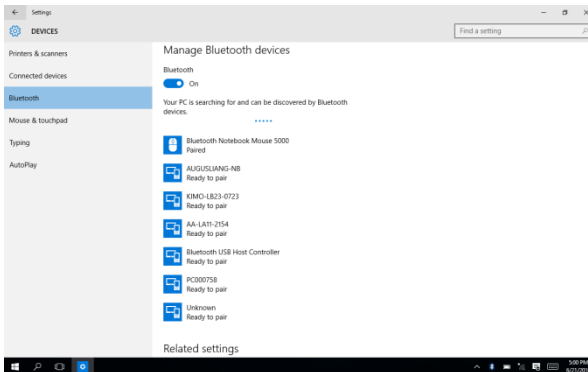 Settings
DEVICES
Find a setting
Printers & scanners
Connected devices
Bluetooth
Mouse & touchpad
Typing
AutoPlay
Manage Bluetooth devices
Bluetooth
On
Your PC is searching for and can be discovered by Bluetooth
devices.
Bluetooth Notebook Mouse 5000
Paired
AUGUSLIANG-NB
Ready to pair
KIMO-LB23-0723
Ready to pair
AA-LA11-2154
Ready to pair
Bluetooth USB Host Controller
Ready to pair
PC000758
Ready to pair
Unknown
Ready to pair
Related settings
5:00 PM